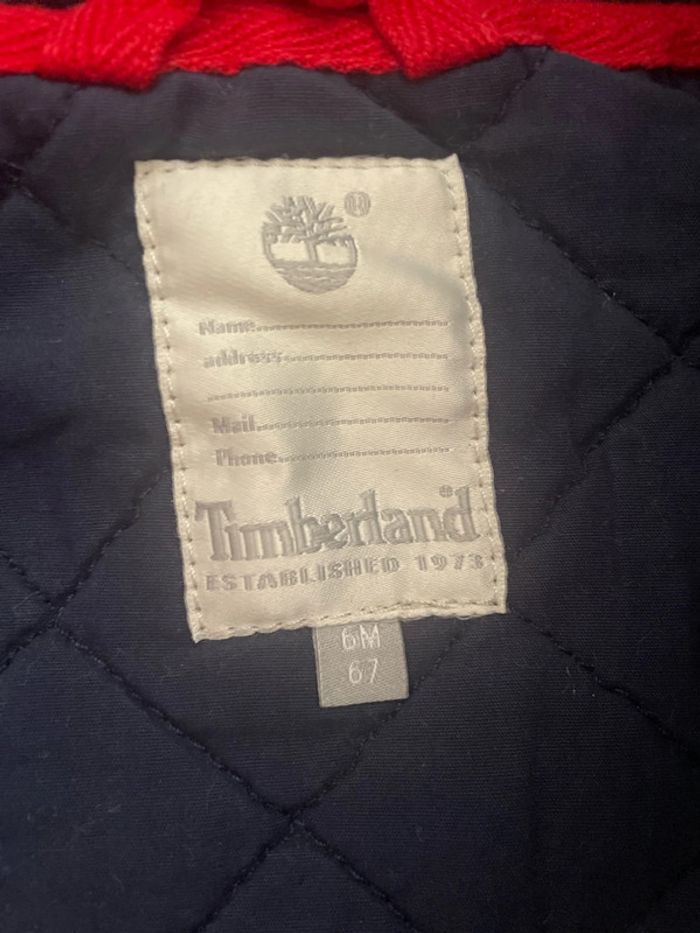 ®
Name
address
Mail
Phone
Timberland
ESTABLISHED 1973
6M
67